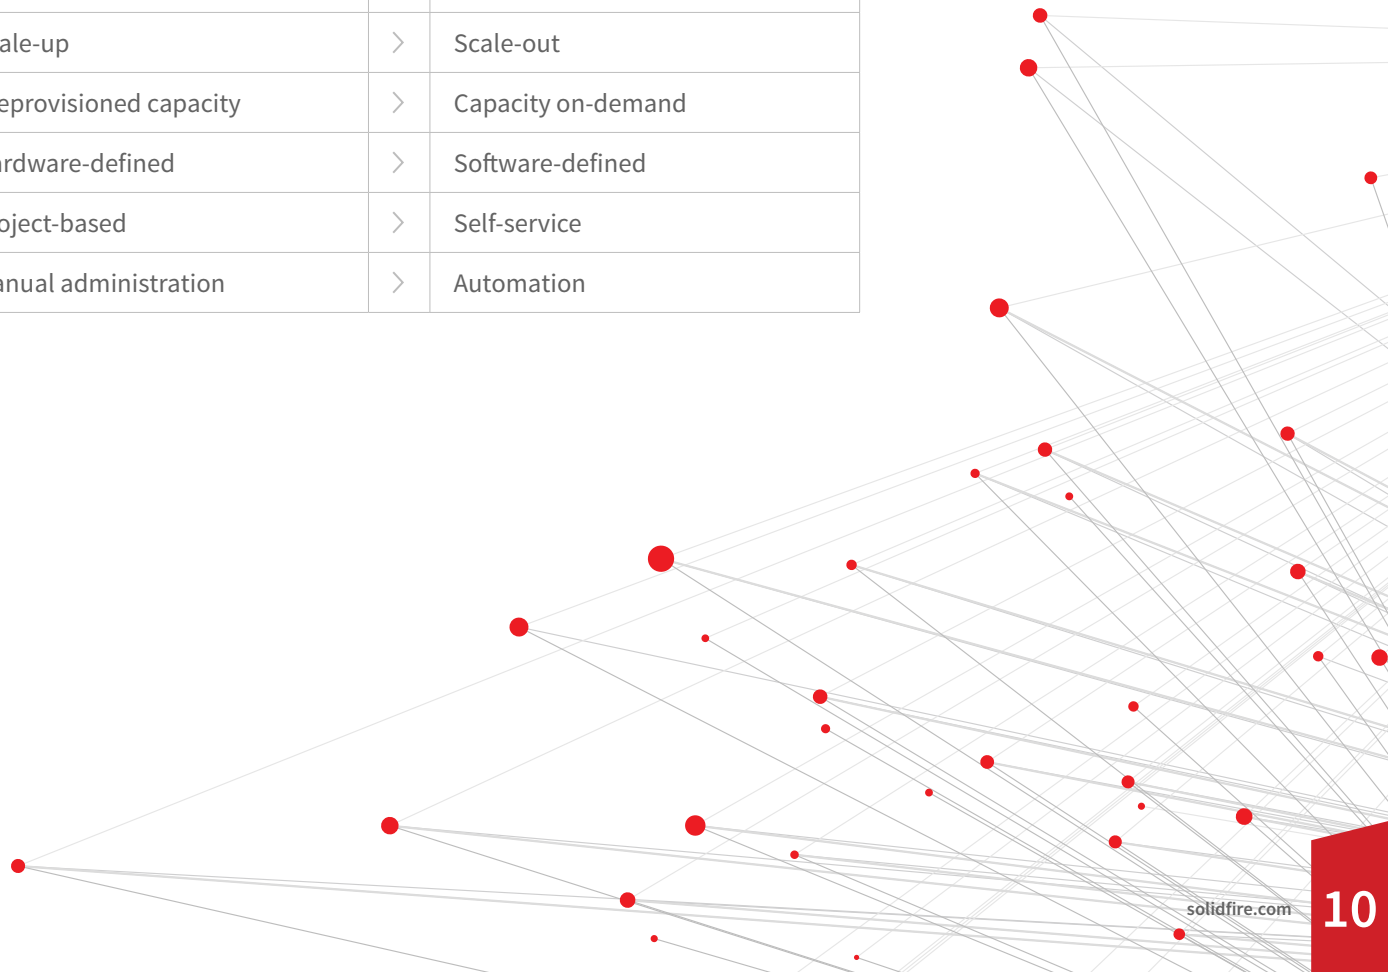 ale-up > Scale-out
eprovisioned capacity > Capacity on-demand
ardware-defined > Software-defined
oject-based > Self-service
anual administration > Automation
solidfire.com 10